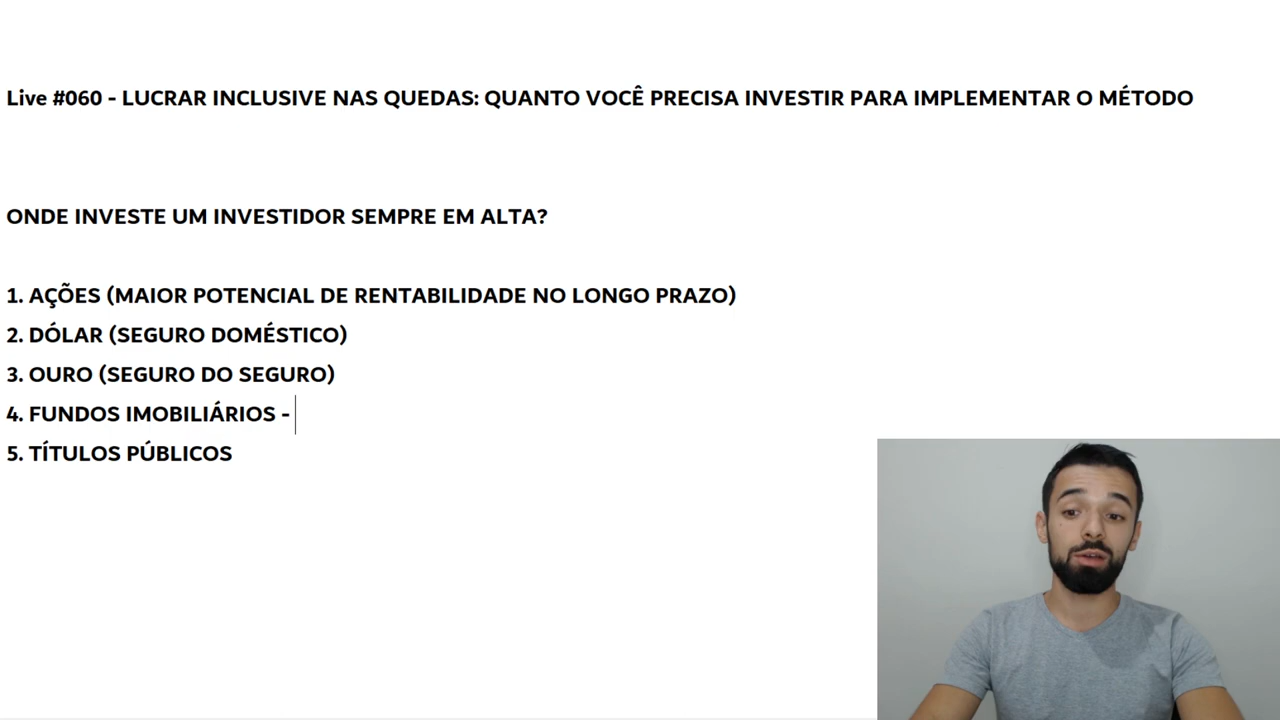 Live #060 - LUCRAR INCLUSIVE NAS QUEDAS: QUANTO VOCÊ PRECISA INVESTIR PARA IMPLEMENTAR O MÉTODO
ONDE INVESTE UM INVESTIDOR SEMPRE EM ALTA?
1. AÇÕES (MAIOR POTENCIAL DE RENTABILIDADE NO LONGO PRAZO)
2. DÓLAR (SEGURO DOMÉSTICO)
3. OURO (SEGURO DO SEGURO)
4. FUNDOS IMOBILIÁRIOS -
5. TÍTULOS PÚBLICOS